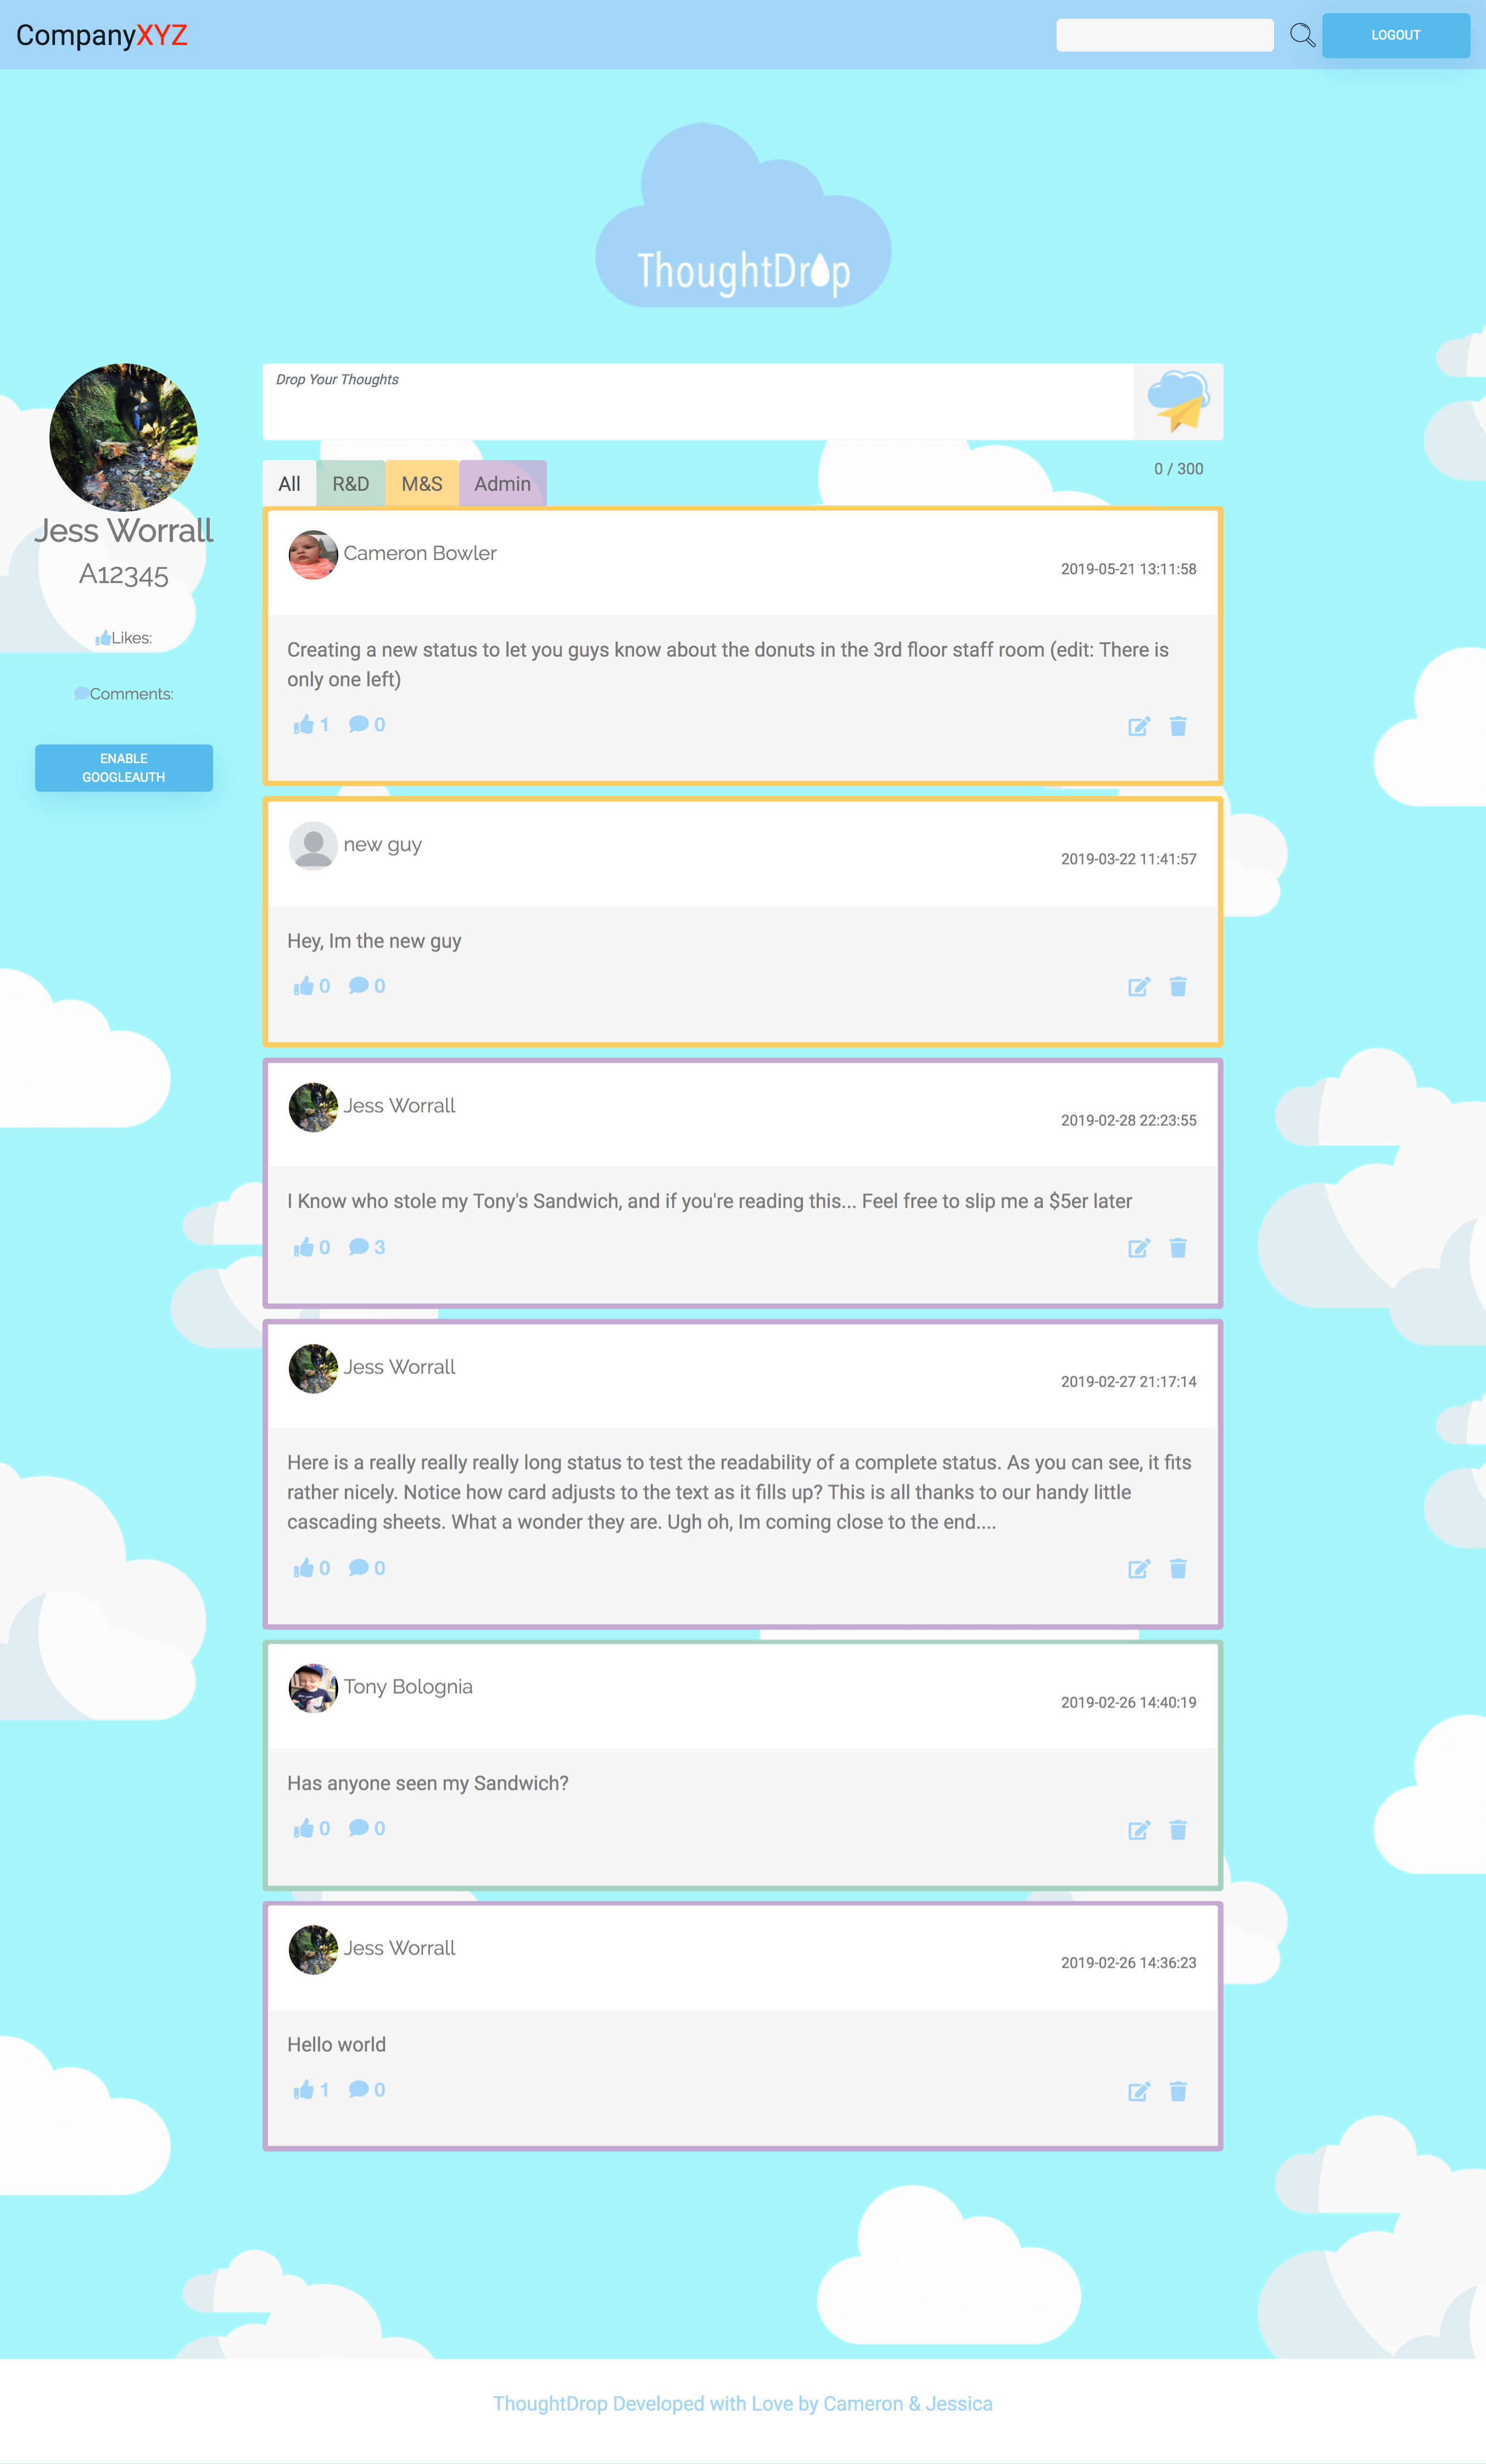 CompanyXYZ
LOGOUT
ThoughtDrop
Drop Your Thoughts
0 / 300
All R&D M&S Admin
Jess Worrall
A12345
Likes:
Comments:
ENABLE
GOOGLEAUTH
Cameron Bowler
2019-05-21 13:11:58
Creating a new status to let you guys know about the donuts in the 3rd floor staff room (edit: There is
only one left)
1 0
new guy
2019-03-22 11:41:57
Hey, Im the new guy
0 0
Jess Worrall
2019-02-28 22:23:55
I Know who stole my Tony's Sandwich, and if you're reading this... Feel free to slip me a $5er later
0 3
Jess Worrall
2019-02-27 21:17:14
Here is a really really really long status to test the readability of a complete status. As you can see, it fits
rather nicely. Notice how card adjusts to the text as it fills up? This is all thanks to our handy little
cascading sheets. What a wonder they are. Ugh oh, Im coming close to the end....
0 0
Tony Bolognia
2019-02-26 14:40:19
Has anyone seen my Sandwich?
0 0
Jess Worrall
2019-02-26 14:36:23
Hello world
1 0
ThoughtDrop Developed with Love by Cameron & Jessica